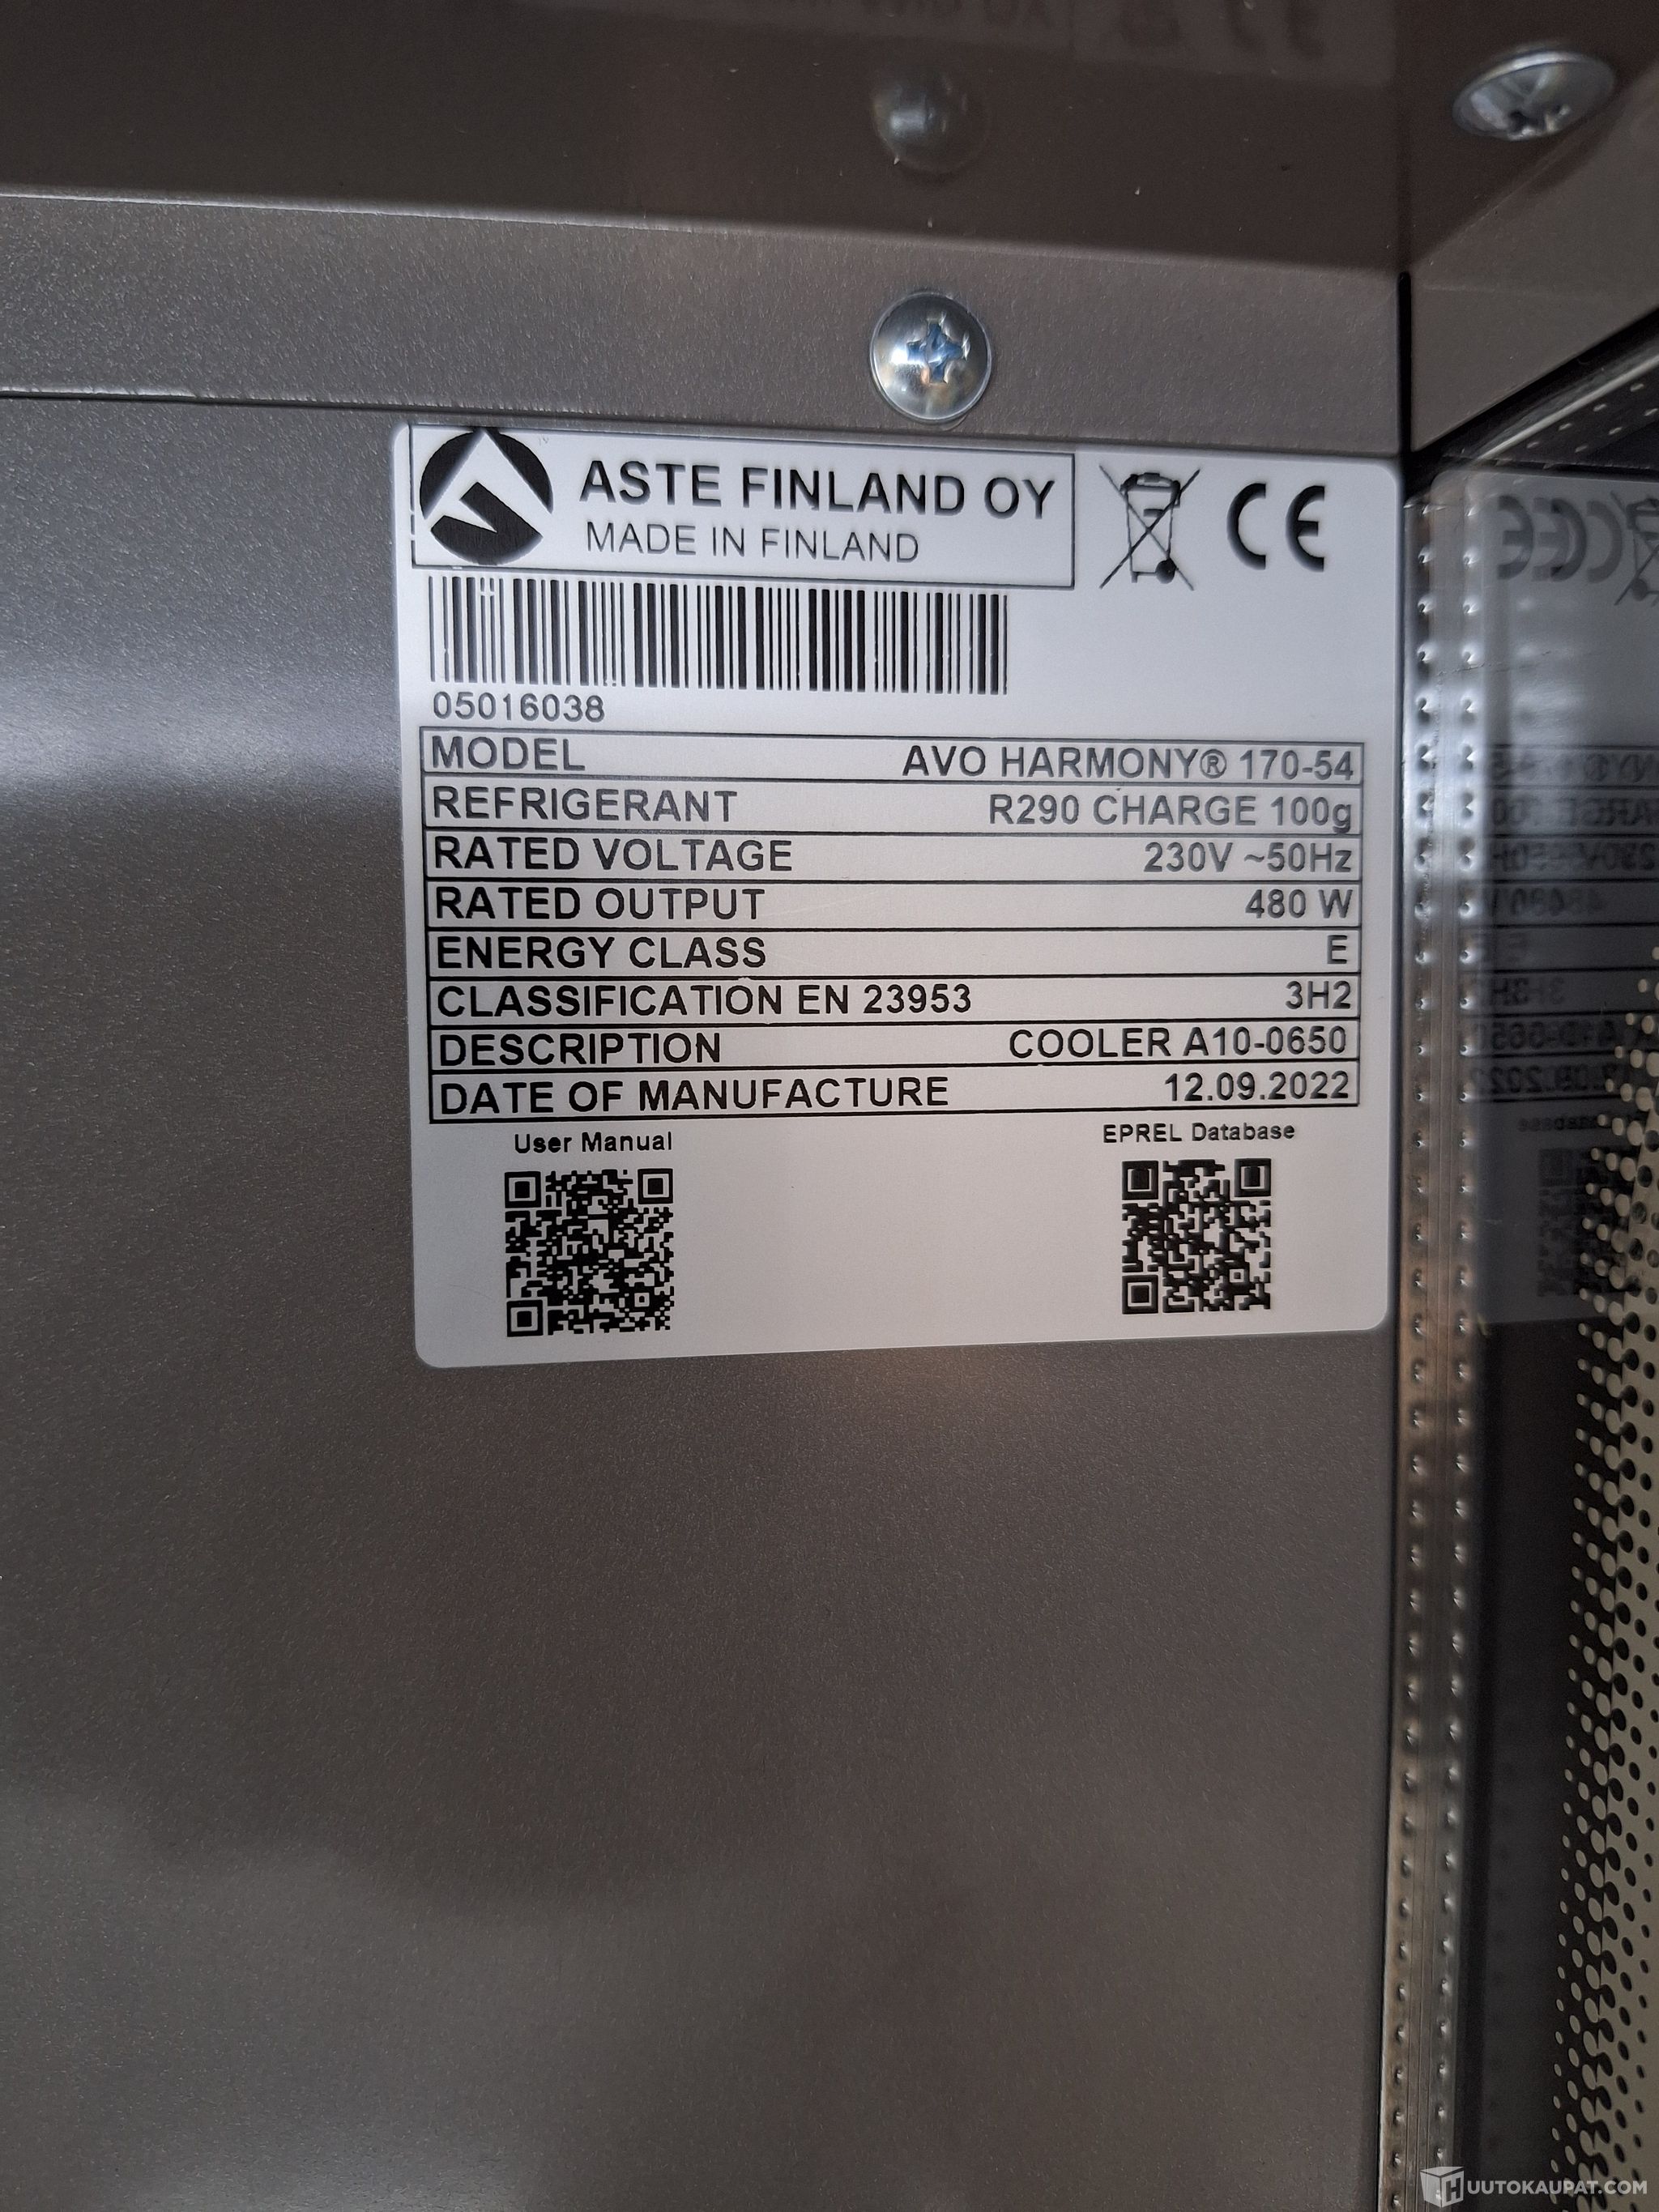 ASTE FINLAND OY
MADE IN FINLAND
CE
05016038
MODEL AVO HARMONY® 170-54
REFRIGERANT R290 CHARGE 100g
RATED VOLTAGE 230V ~50Hz
RATED OUTPUT 480 W
ENERGY CLASS E
CLASSIFICATION EN 23953 3H2
DESCRIPTION COOLER A10-0650
DATE OF MANUFACTURE 12.09.2022
User Manual EPREL Database
HUUTOKAUPAT.COM